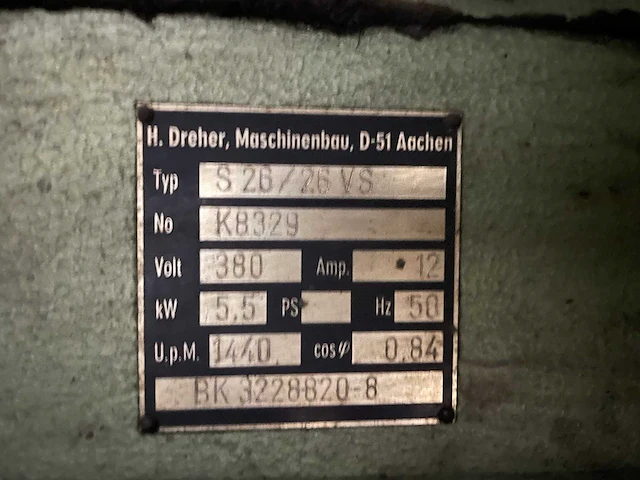 H. Dreher, Maschinenbau, D-51 Aachen
Typ S 26/26 VS
No K8329
Volt 380 Amp. 12
kW 5,5 PS Hz 50
U.p.M. 1440 cosφ 0,84
BK 3228820-8